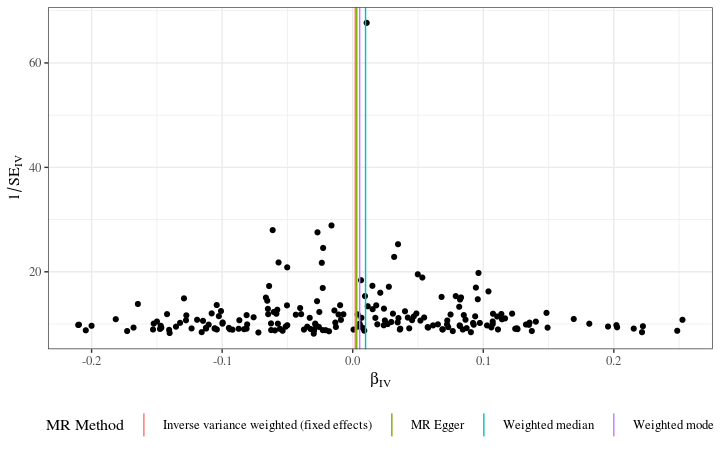 1/SE_IV
60
40
20
-0.2 -0.1 0.0 0.1 0.2
β_IV
MR Method Inverse variance weighted (fixed effects) MR Egger Weighted median Weighted mode